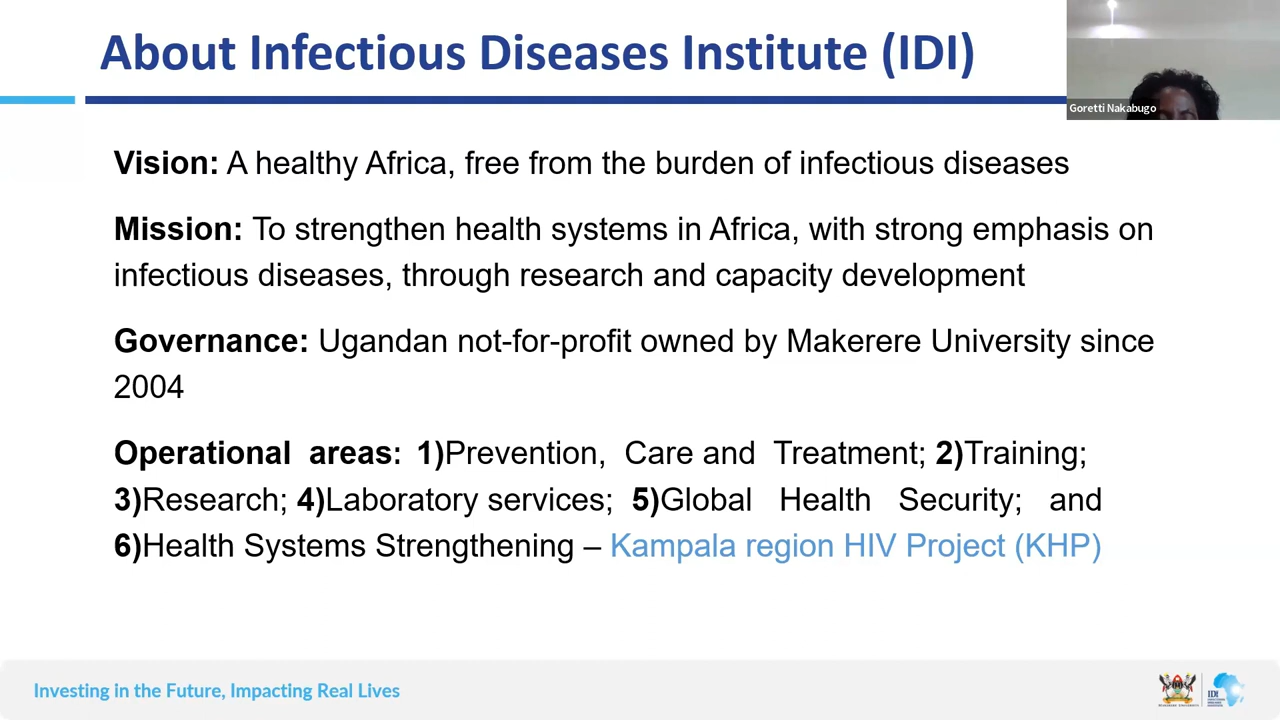 About Infectious Diseases Institute (IDI)
Goretti Nakabugo
Vision: A healthy Africa, free from the burden of infectious diseases
Mission: To strengthen health systems in Africa, with strong emphasis on
infectious diseases, through research and capacity development
Governance: Ugandan not-for-profit owned by Makerere University since
2004
Operational areas: 1)Prevention, Care and Treatment; 2)Training;
3)Research; 4)Laboratory services; 5)Global Health Security; and
6)Health Systems Strengthening – Kampala region HIV Project (KHP)
Investing in the Future, Impacting Real Lives
IDI